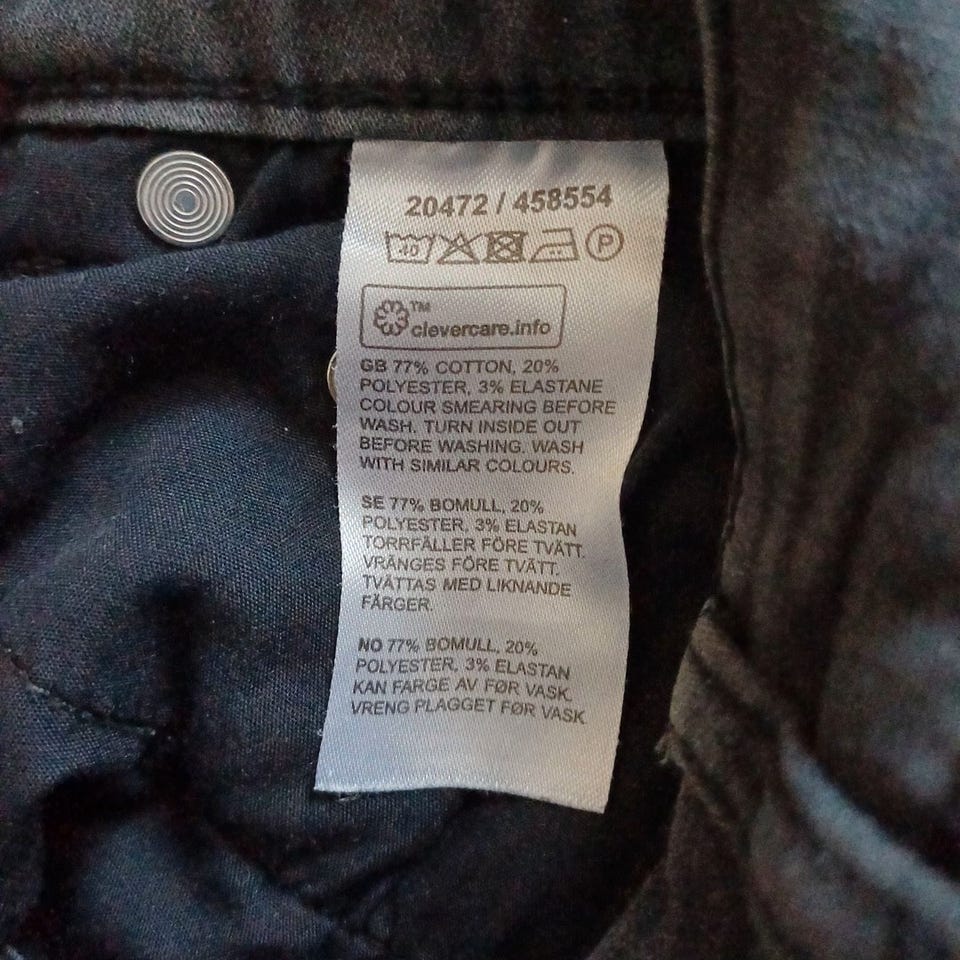 20472 / 458554
40 P
TM
clevercare.info
GB 77% COTTON, 20%
POLYESTER, 3% ELASTANE
COLOUR SMEARING BEFORE
WASH. TURN INSIDE OUT
BEFORE WASHING. WASH
WITH SIMILAR COLOURS.
SE 77% BOMULL, 20%
POLYESTER, 3% ELASTAN
TORRFÄLLER FÖRE TVÄTT.
VRÄNGES FÖRE TVÄTT.
TVÄTTAS MED LIKNANDE
FÄRGER.
NO 77% BOMULL, 20%
POLYESTER, 3% ELASTAN
KAN FARGE AV FØR VASK.
VRENG PLAGGET FØR VASK